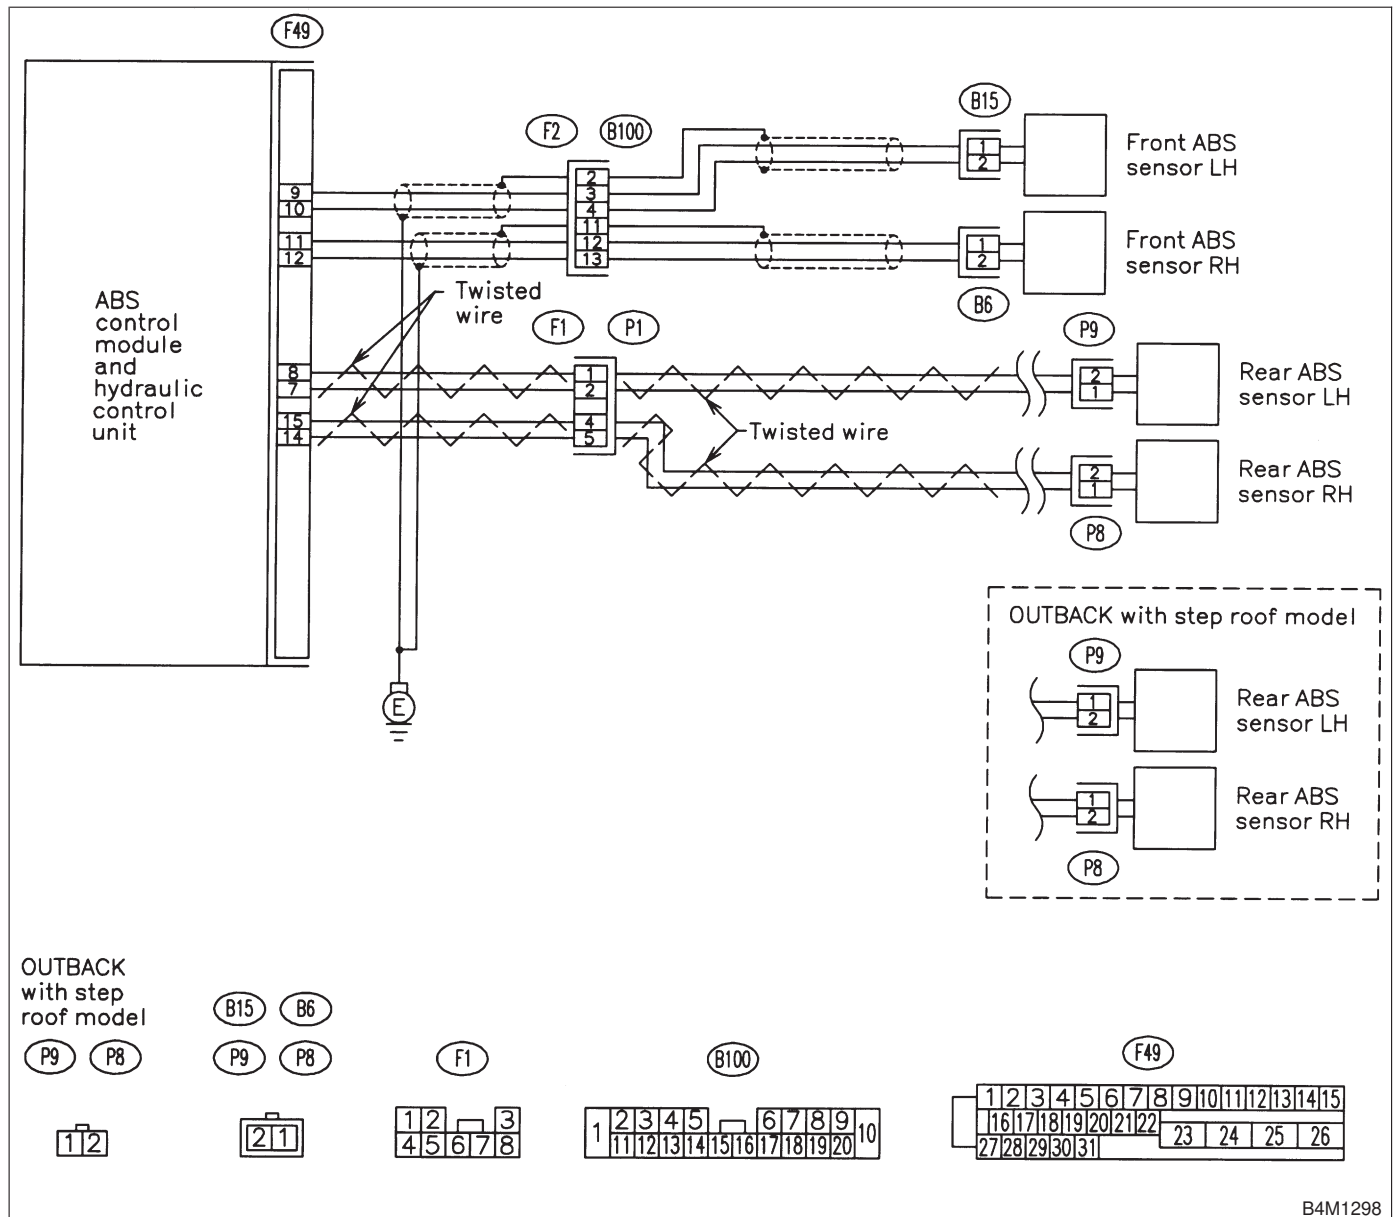 F49
B15
F2 B100
1
2
Front ABS
sensor LH
2
3
4
11
12
13
9
10
11
12
1
2
Front ABS
sensor RH
B6
ABS
control
module
and
hydraulic
control
unit
Twisted
wire
F1 P1
P9
8
7
15
14
1
2
4
5
2
1
Rear ABS
sensor LH
Twisted wire
2
1
Rear ABS
sensor RH
P8
E
OUTBACK with step roof model
P9
1
2
Rear ABS
sensor LH
1
2
Rear ABS
sensor RH
P8
OUTBACK
with step
roof model
P9 P8
1 2
B15 B6
P9 P8
2 1
F1
1 2 3
4 5 6 7 8
B100
1 2 3 4 5 6 7 8 9 10
11 12 13 14 15 16 17 18 19 20
F49
1 2 3 4 5 6 7 8 9 10 11 12 13 14 15
16 17 18 19 20 21 22 23 24 25 26
27 28 29 30 31
B4M1298